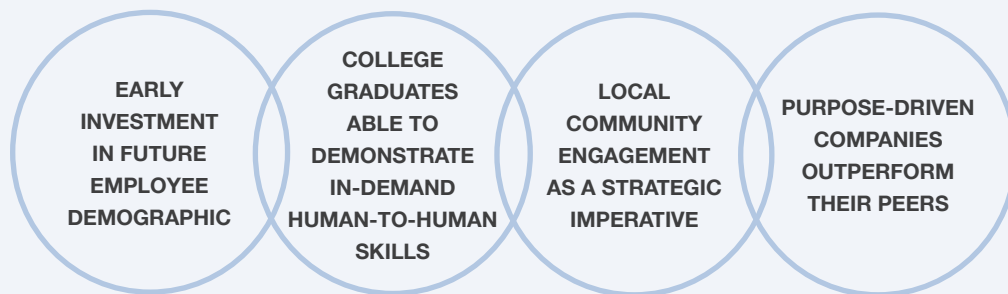 EARLY
INVESTMENT
IN FUTURE
EMPLOYEE
DEMOGRAPHIC
COLLEGE
GRADUATES
ABLE TO
DEMONSTRATE
IN-DEMAND
HUMAN-TO-HUMAN
SKILLS
LOCAL
COMMUNITY
ENGAGEMENT
AS A STRATEGIC
IMPERATIVE
PURPOSE-DRIVEN
COMPANIES
OUTPERFORM
THEIR PEERS